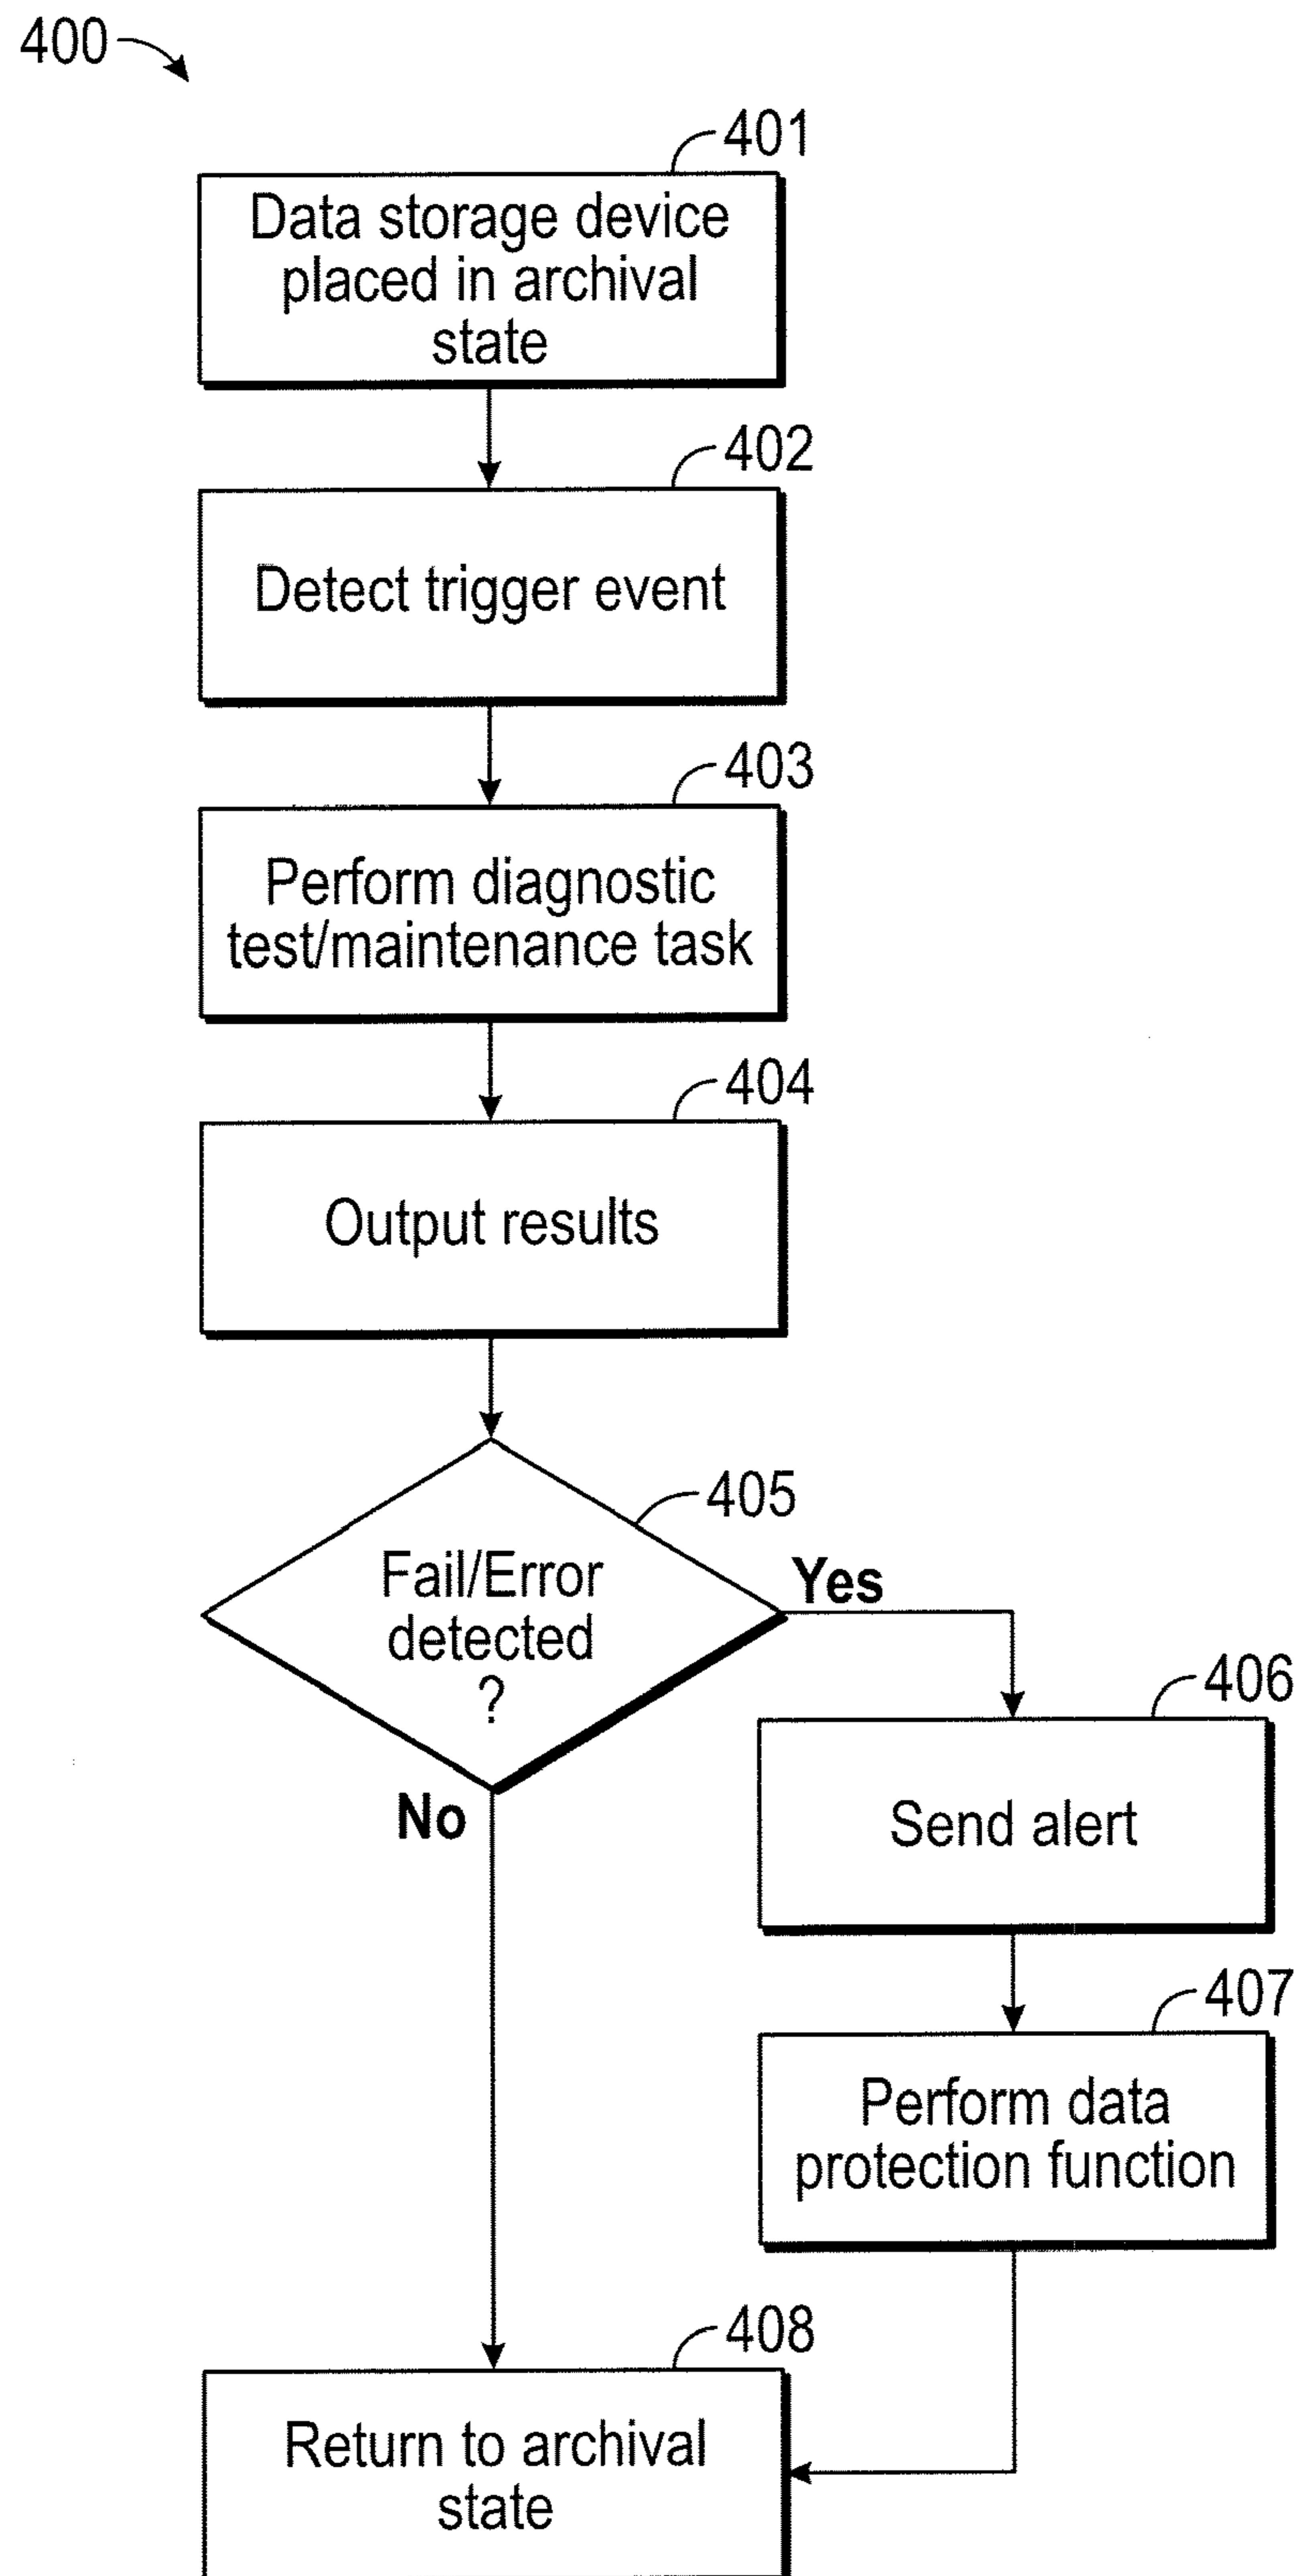 400
401
Data storage device
placed in archival
state
402
Detect trigger event
403
Perform diagnostic
test/maintenance task
404
Output results
405
Fail/Error
detected
?
Yes
No
406
Send alert
407
Perform data
protection function
408
Return to archival
state